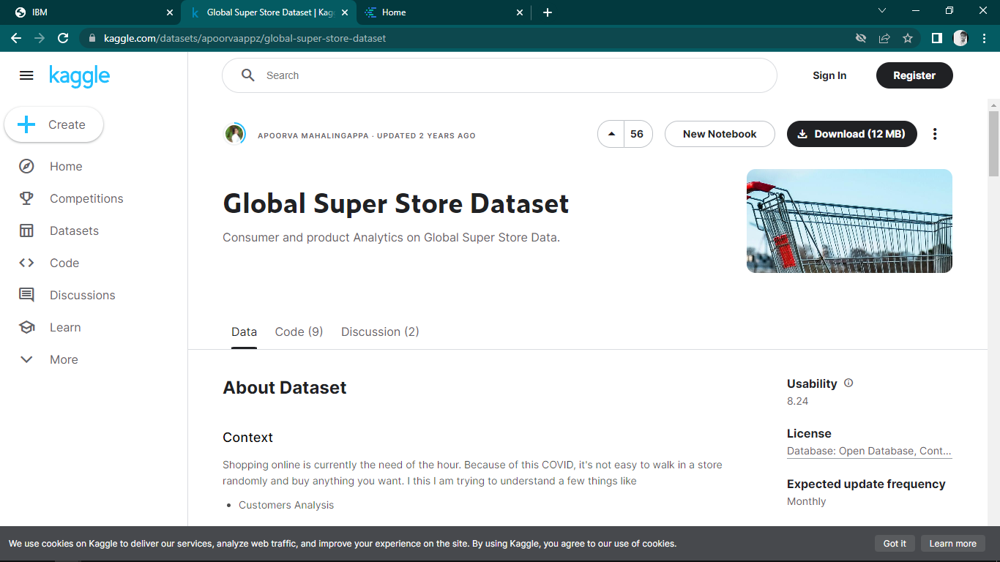 IBM
Global Super Store Dataset | Kag
Home
kaggle.com/datasets/apoorvaappz/global-super-store-dataset
kaggle
Search
Sign In
Register
Create
Home
Competitions
Datasets
Code
Discussions
Learn
More
APOORVA MAHALINGAPPA · UPDATED 2 YEARS AGO
56
New Notebook
Download (12 MB)
Global Super Store Dataset
Consumer and product Analytics on Global Super Store Data.
Data
Code (9)
Discussion (2)
About Dataset
Context
Shopping online is currently the need of the hour. Because of this COVID, it's not easy to walk in a store
randomly and buy anything you want. I this I am trying to understand a few things like
• Customers Analysis
Usability
8.24
License
Database: Open Database, Cont...
Expected update frequency
Monthly
We use cookies on Kaggle to deliver our services, analyze web traffic, and improve your experience on the site. By using Kaggle, you agree to our use of cookies.
Got it
Learn more